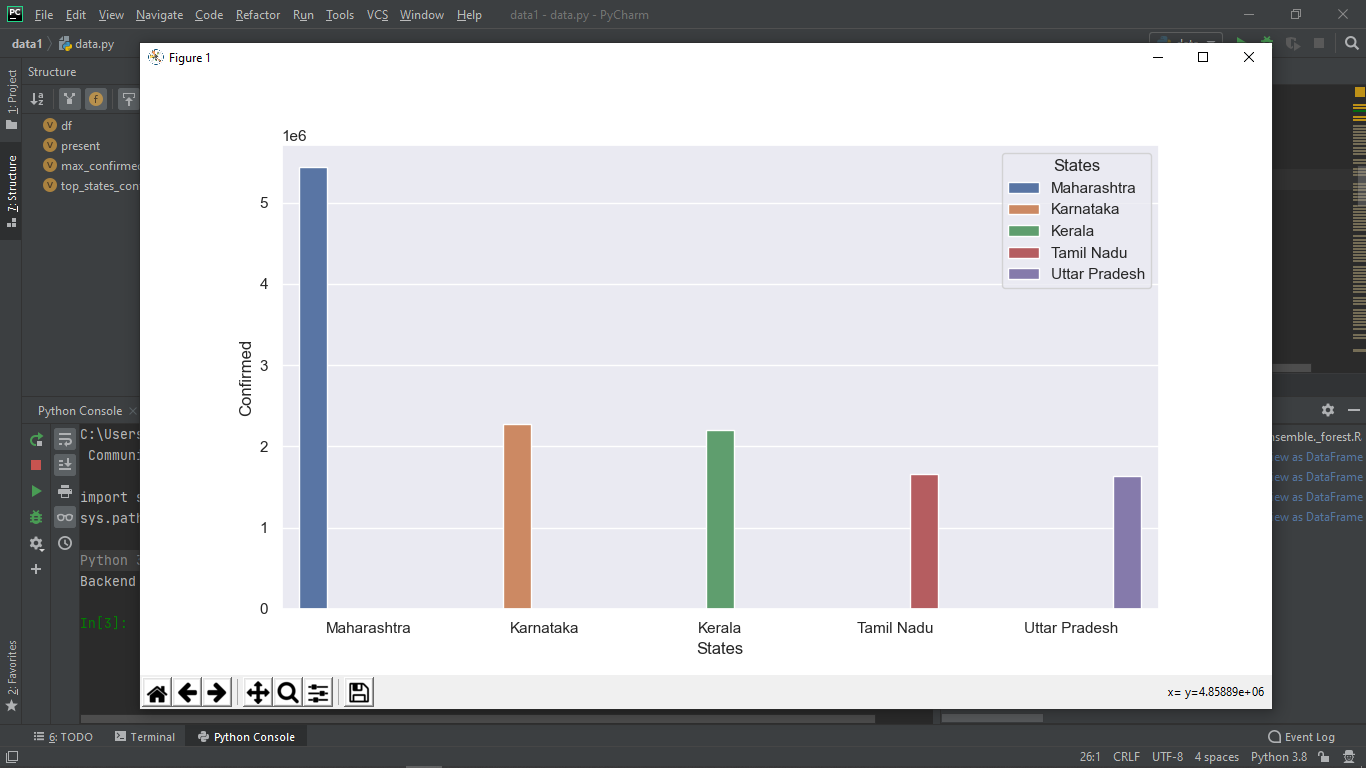 PC File Edit View Navigate Code Refactor Run Tools VCS Window Help data1 - data.py - PyCharm
data1 data.py
Figure 1
1: Project
Structure
df
present
max_confirmed
top_states_con
7: Structure
1e6
5
4
3
2
1
0
Confirmed
States
Maharashtra
Karnataka
Kerala
Tamil Nadu
Uttar Pradesh
Maharashtra Karnataka Kerala Tamil Nadu Uttar Pradesh
States
x= y=4.85889e+06
Python Console
C:\Users
Communi
import s
sys.path
Python 3
Backend
In[3]:
nsemble._forest.R
ew as DataFrame
ew as DataFrame
ew as DataFrame
ew as DataFrame
2: Favorites
6: TODO Terminal Python Console Event Log
26:1 CRLF UTF-8 4 spaces Python 3.8